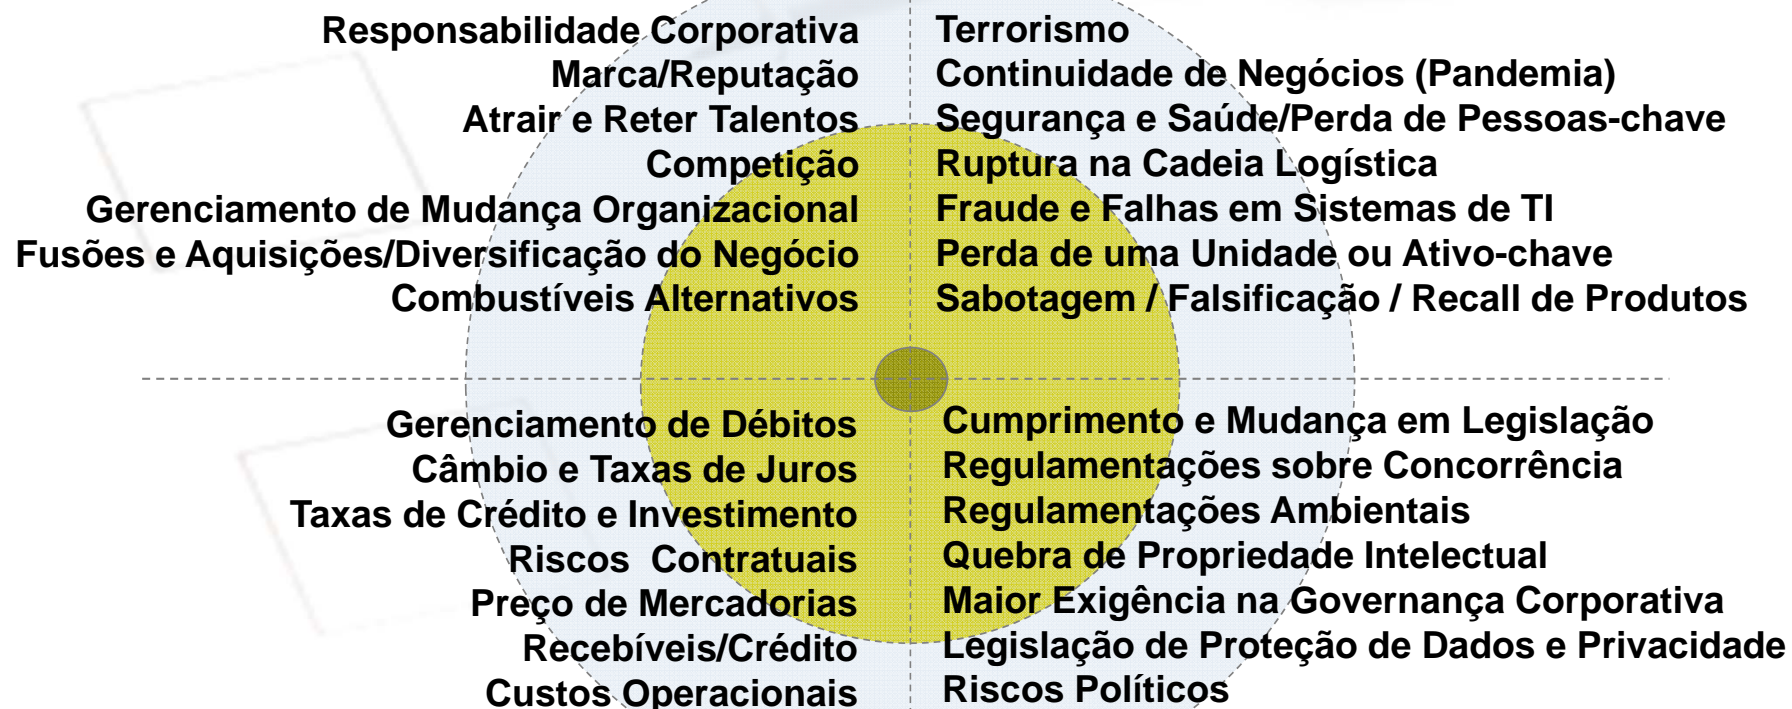 Responsabilidade Corporativa
Marca/Reputação
Atrair e Reter Talentos
Competição
Gerenciamento de Mudança Organizacional
Fusões e Aquisições/Diversificação do Negócio
Combustíveis Alternativos
Terrorismo
Continuidade de Negócios (Pandemia)
Segurança e Saúde/Perda de Pessoas-chave
Ruptura na Cadeia Logística
Fraude e Falhas em Sistemas de TI
Perda de uma Unidade ou Ativo-chave
Sabotagem / Falsificação / Recall de Produtos
Gerenciamento de Débitos
Câmbio e Taxas de Juros
Taxas de Crédito e Investimento
Riscos Contratuais
Preço de Mercadorias
Recebíveis/Crédito
Custos Operacionais
Cumprimento e Mudança em Legislação
Regulamentações sobre Concorrência
Regulamentações Ambientais
Quebra de Propriedade Intelectual
Maior Exigência na Governança Corporativa
Legislação de Proteção de Dados e Privacidade
Riscos Políticos